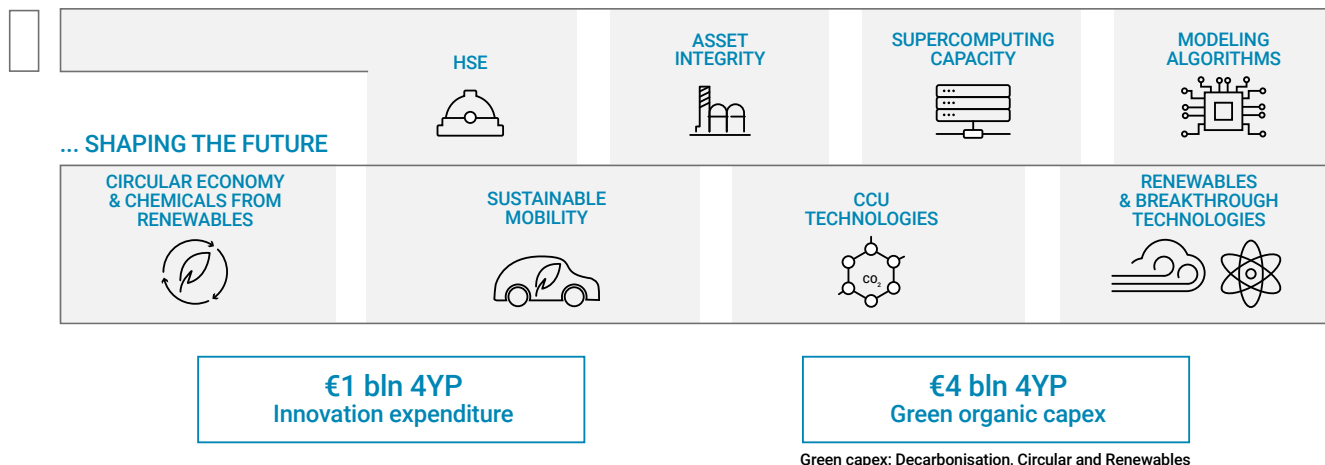 HSE
ASSET
INTEGRITY
SUPERCOMPUTING
CAPACITY
MODELING
ALGORITHMS
... SHAPING THE FUTURE
CIRCULAR ECONOMY
& CHEMICALS FROM
RENEWABLES
SUSTAINABLE
MOBILITY
CCU
TECHNOLOGIES
CO₂
RENEWABLES
& BREAKTHROUGH
TECHNOLOGIES
€1 bln 4YP
Innovation expenditure
€4 bln 4YP
Green organic capex
Green capex: Decarbonisation, Circular and Renewables